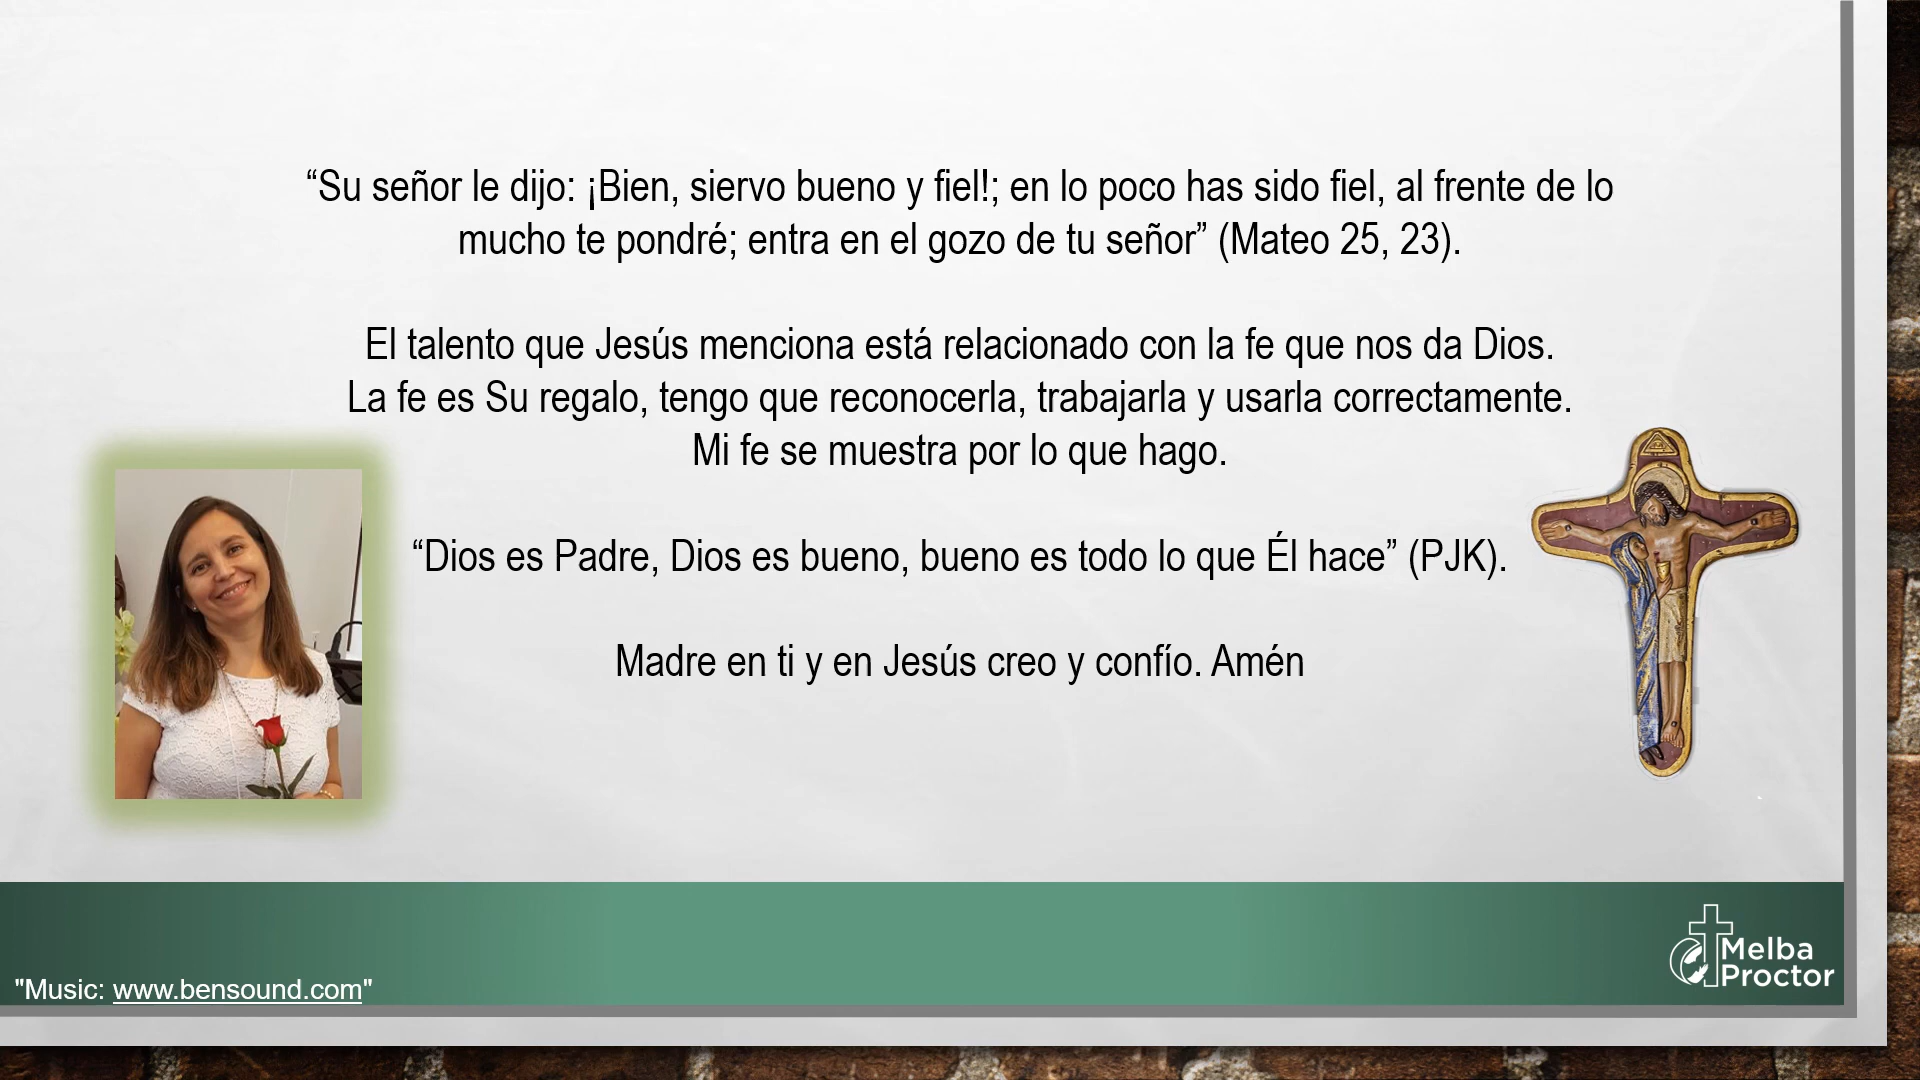 “Su señor le dijo: ¡Bien, siervo bueno y fiel!; en lo poco has sido fiel, al frente de lo
mucho te pondré; entra en el gozo de tu señor” (Mateo 25, 23).
El talento que Jesús menciona está relacionado con la fe que nos da Dios.
La fe es Su regalo, tengo que reconocerla, trabajarla y usarla correctamente.
Mi fe se muestra por lo que hago.
“Dios es Padre, Dios es bueno, bueno es todo lo que Él hace” (PJK).
Madre en ti y en Jesús creo y confío. Amén
"Music: www.bensound.com"
Melba
Proctor